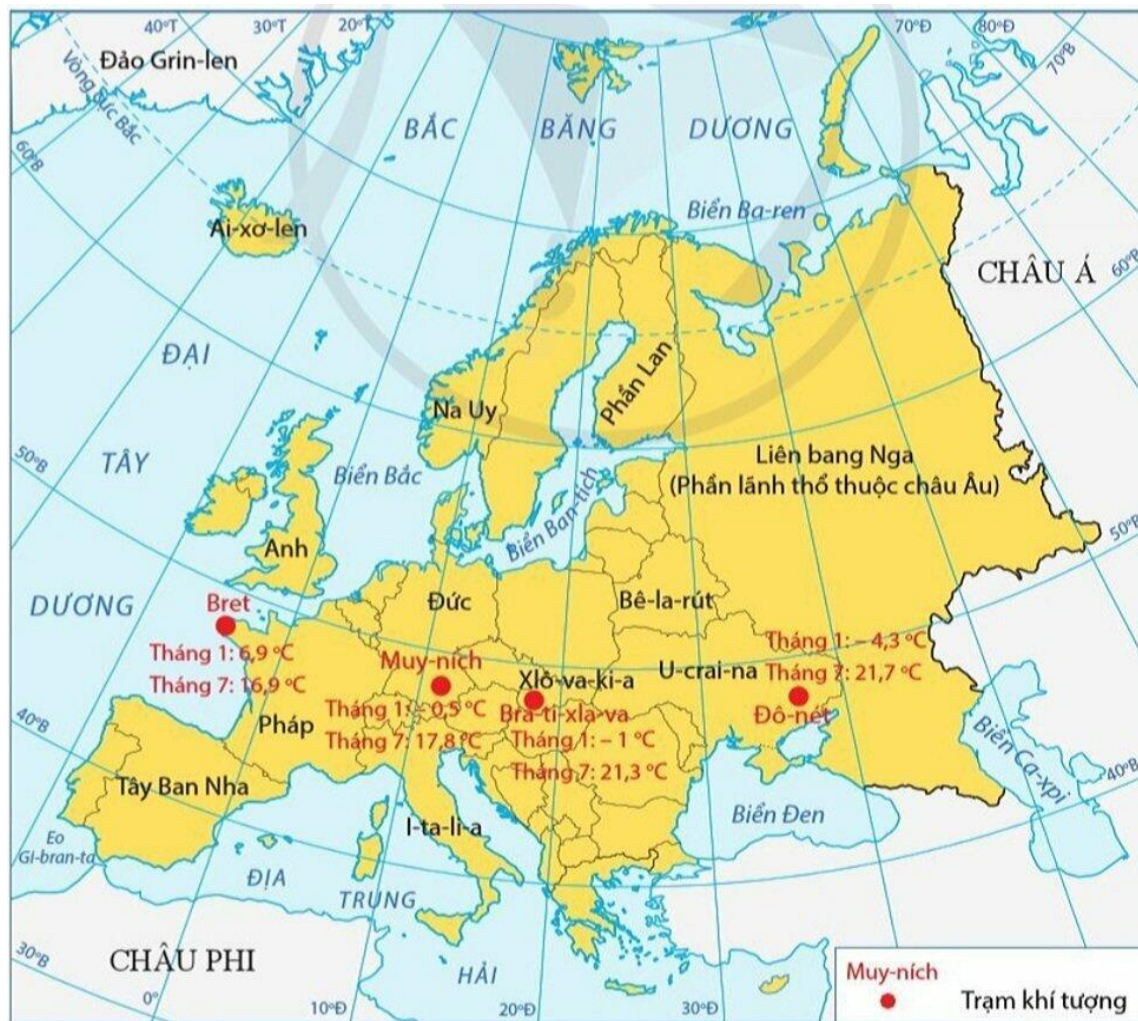 40°T
30°T
20°T
70°Đ
80°Đ
70°B
Đảo Grin-len
Vòng cực Bắc
60°B
BẮC BĂNG DƯƠNG
Biển Ba-ren
Ai-xơ-len
CHÂU Á
60°B
ĐẠI
TÂY
DƯƠNG
Na Uy
Phần Lan
50°B
Biển Bắc
Biển Ban-tích
Liên bang Nga
(Phần lãnh thổ thuộc châu Âu)
50°B
Anh
Đức
Bê-la-rút
Bret
Tháng 1: 6,9 °C
Tháng 7: 16,9 °C
Muy-ních
Tháng 1: – 0,5 °C
Tháng 7: 17,8 °C
Xlô-va-ki-a
Bra-ti-xla-va
Tháng 1: – 1 °C
Tháng 7: 21,3 °C
U-crai-na
Tháng 1: – 4,3 °C
Tháng 7: 21,7 °C
Đô-nét
Pháp
40°B
Tây Ban Nha
I-ta-li-a
Biển Đen
Biển Ca-xpi
40°B
Eo
Gi-bran-ta
ĐỊA
TRUNG
HẢI
CHÂU PHI
30°B
0°
10°Đ
20°Đ
30°Đ
Muy-ních
Trạm khí tượng